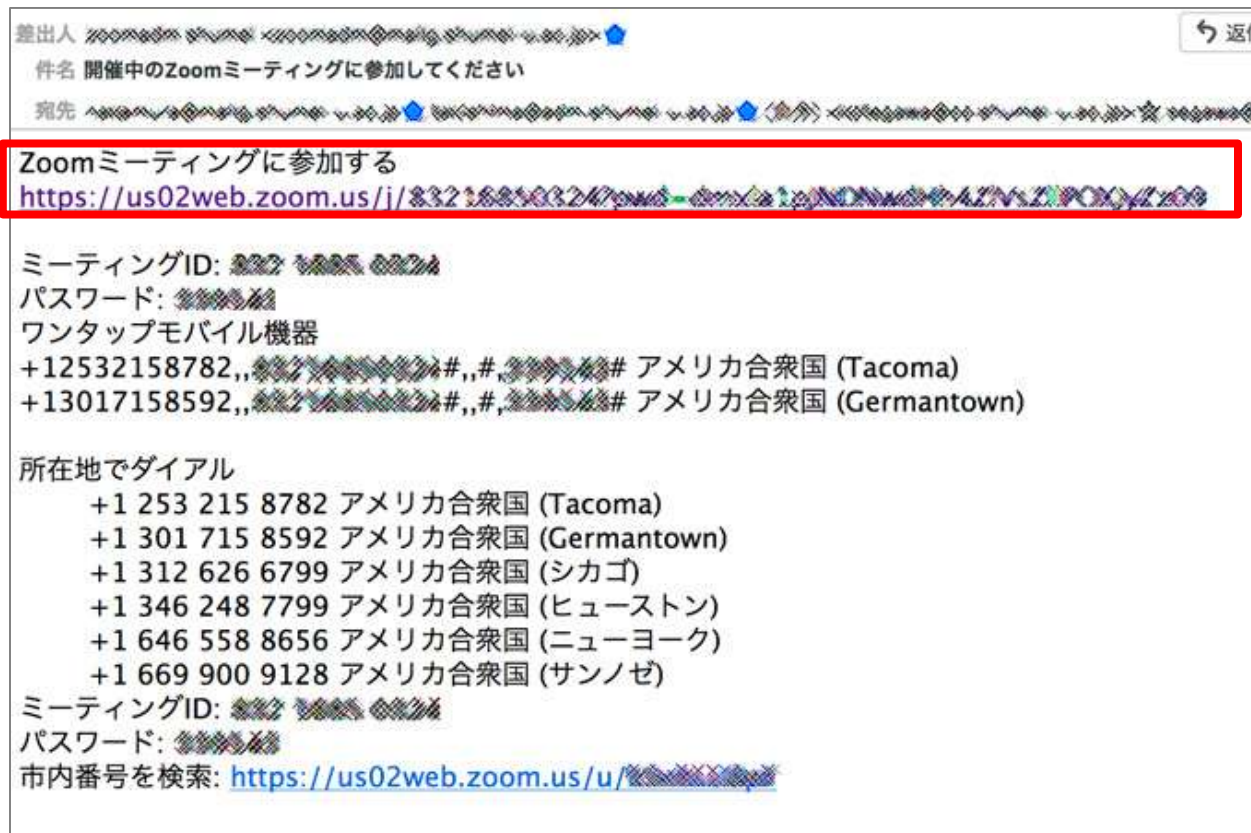 差出人
返信
件名 開催中のZoomミーティングに参加してください
宛先
Zoomミーティングに参加する
https://us02web.zoom.us/j/
ミーティングID:
パスワード:
ワンタップモバイル機器
+12532158782,, #,,#, # アメリカ合衆国 (Tacoma)
+13017158592,, #,,#, # アメリカ合衆国 (Germantown)
所在地でダイアル
+1 253 215 8782 アメリカ合衆国 (Tacoma)
+1 301 715 8592 アメリカ合衆国 (Germantown)
+1 312 626 6799 アメリカ合衆国 (シカゴ)
+1 346 248 7799 アメリカ合衆国 (ヒューストン)
+1 646 558 8656 アメリカ合衆国 (ニューヨーク)
+1 669 900 9128 アメリカ合衆国 (サンノゼ)
ミーティングID:
パスワード:
市内番号を検索: https://us02web.zoom.us/u/